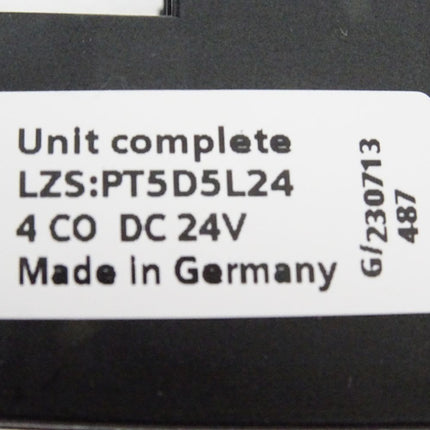 Unit complete
LZS:PT5D5L24
4 CO DC 24V
Made in Germany
G/230713
487